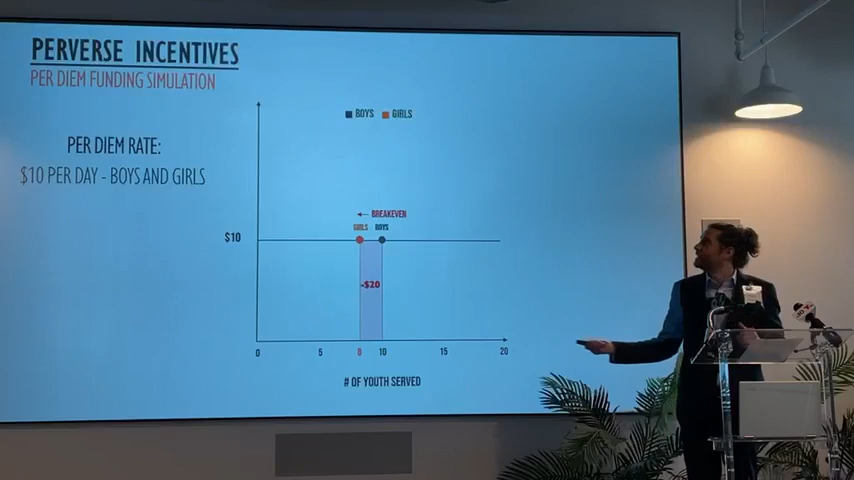 PERVERSE INCENTIVES
PER DIEM FUNDING SIMULATION
BOYS GIRLS
PER DIEM RATE:
$10 PER DAY - BOYS AND GIRLS
← BREAKEVEN
GIRLS BOYS
$10
-$20
0 5 8 10 15 20
# OF YOUTH SERVED